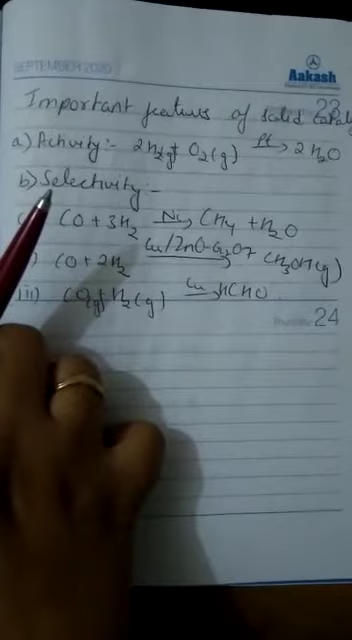 SEPTEMBER 2020
Aakash
23
Important features of solid
a) Activity:- 2H₂(g)+ O₂(g) Pt→ 2H₂O
b) Selectivity:-
CO + 3H₂ Ni→ CH₄ + H₂O
CO + 2H₂ Cu/ZnO-Cr₂O₃→ CH₃OH(g)
iii) CO(g)+ H₂(g) Cu→ HCHO.
Thursday 24